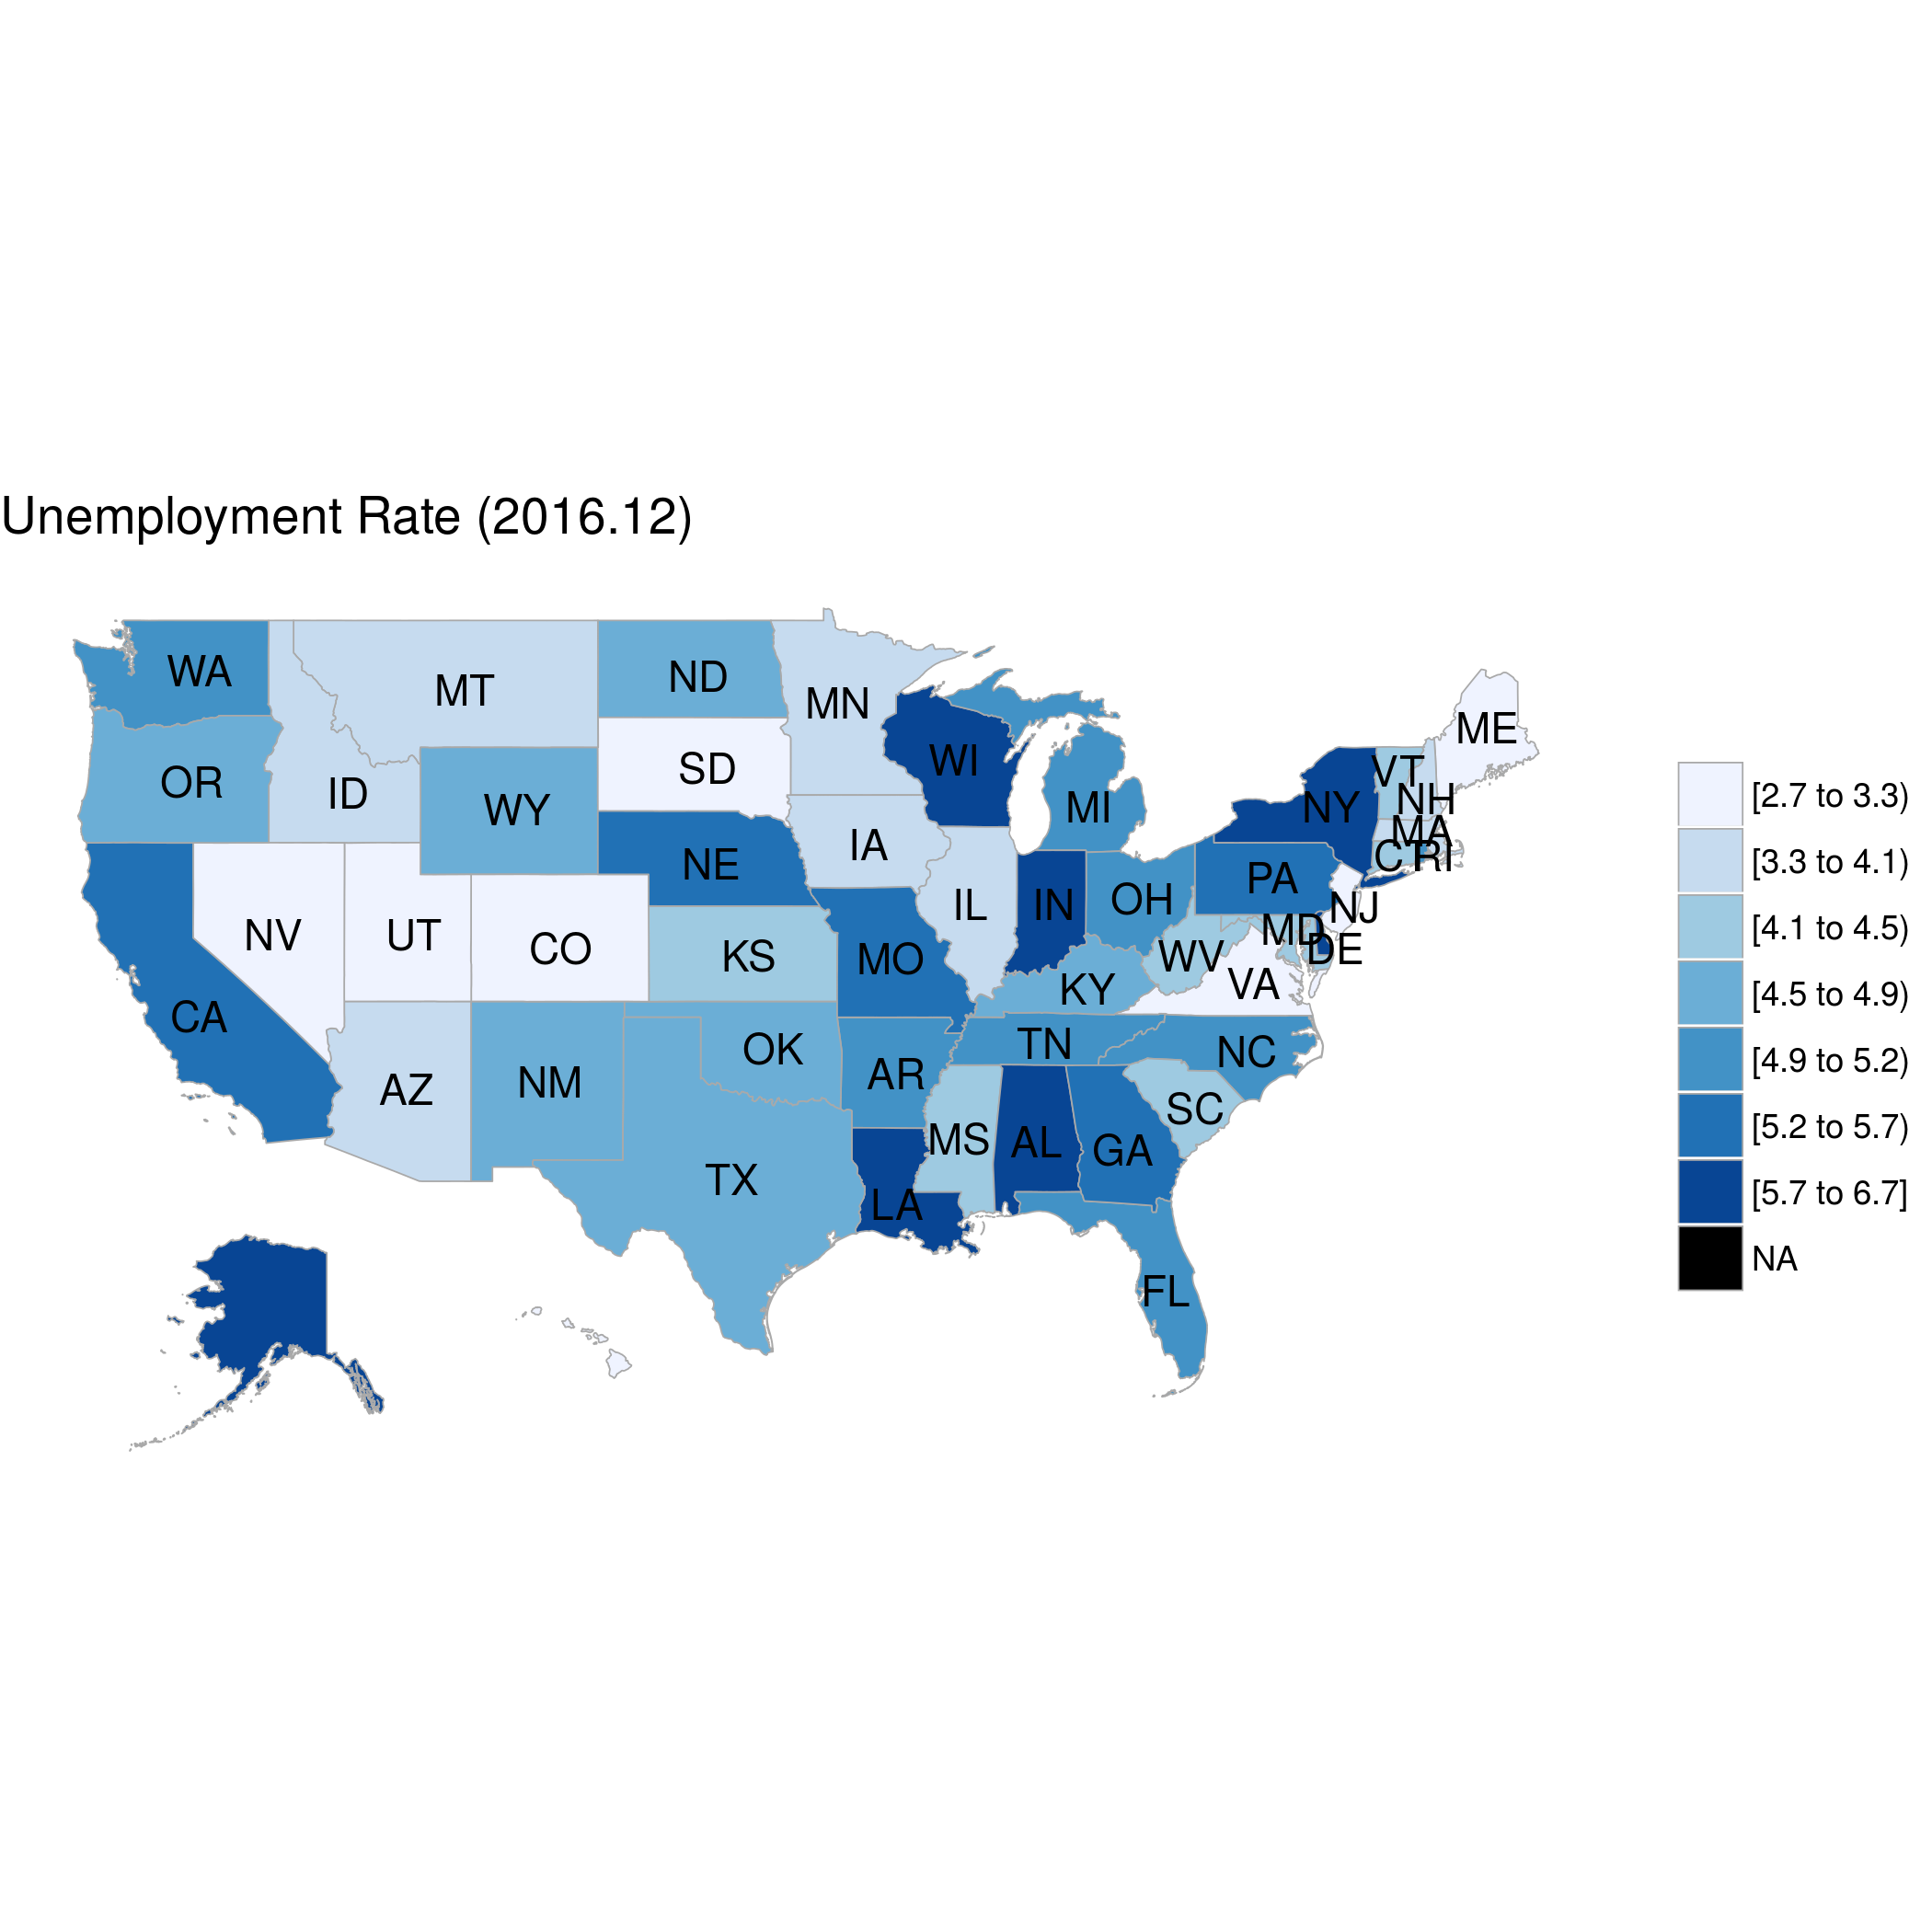 Unemployment Rate (2016.12)
WA
MT
ND
MN
ME
OR
ID
WY
SD
WI
MI
NY
VT
NH
MA
C
RI
NE
IA
PA
NV
UT
CO
KS
MO
IL
IN
OH
NJ
MD
DE
WV
VA
KY
CA
AZ
NM
OK
AR
TN
NC
TX
LA
MS
AL
GA
SC
FL
[2.7 to 3.3)
[3.3 to 4.1)
[4.1 to 4.5)
[4.5 to 4.9)
[4.9 to 5.2)
[5.2 to 5.7)
[5.7 to 6.7]
NA